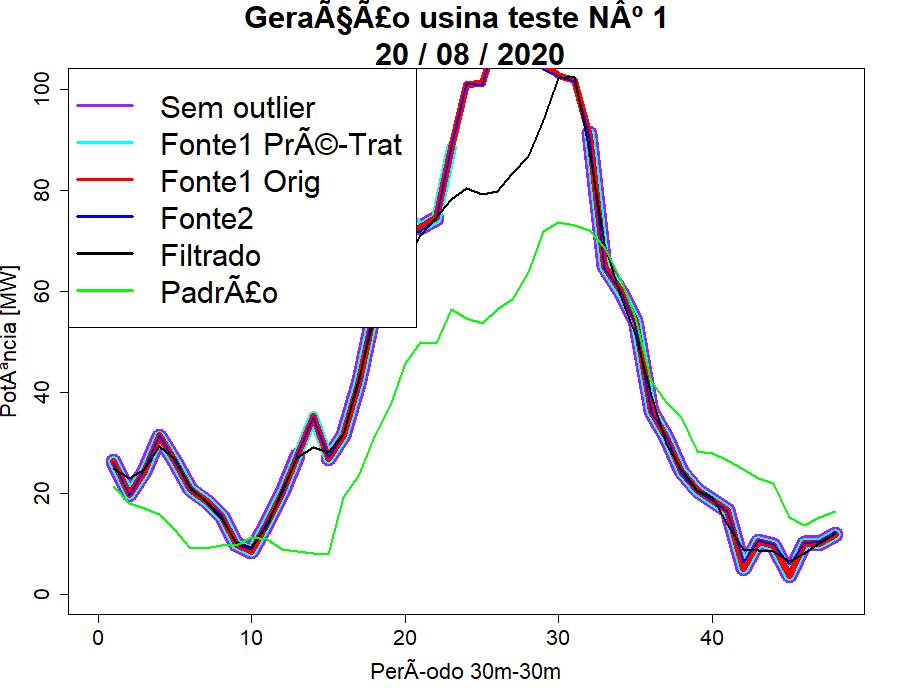 GeraÃ§Ã£o usina teste NÂº 1
20 / 08 / 2020
Sem outlier
Fonte1 PrÃ©-Trat
Fonte1 Orig
Fonte2
Filtrado
PadrÃ£o
PotÃªncia [MW]
100
80
60
40
20
0
0 10 20 30 40
PerÃ-odo 30m-30m